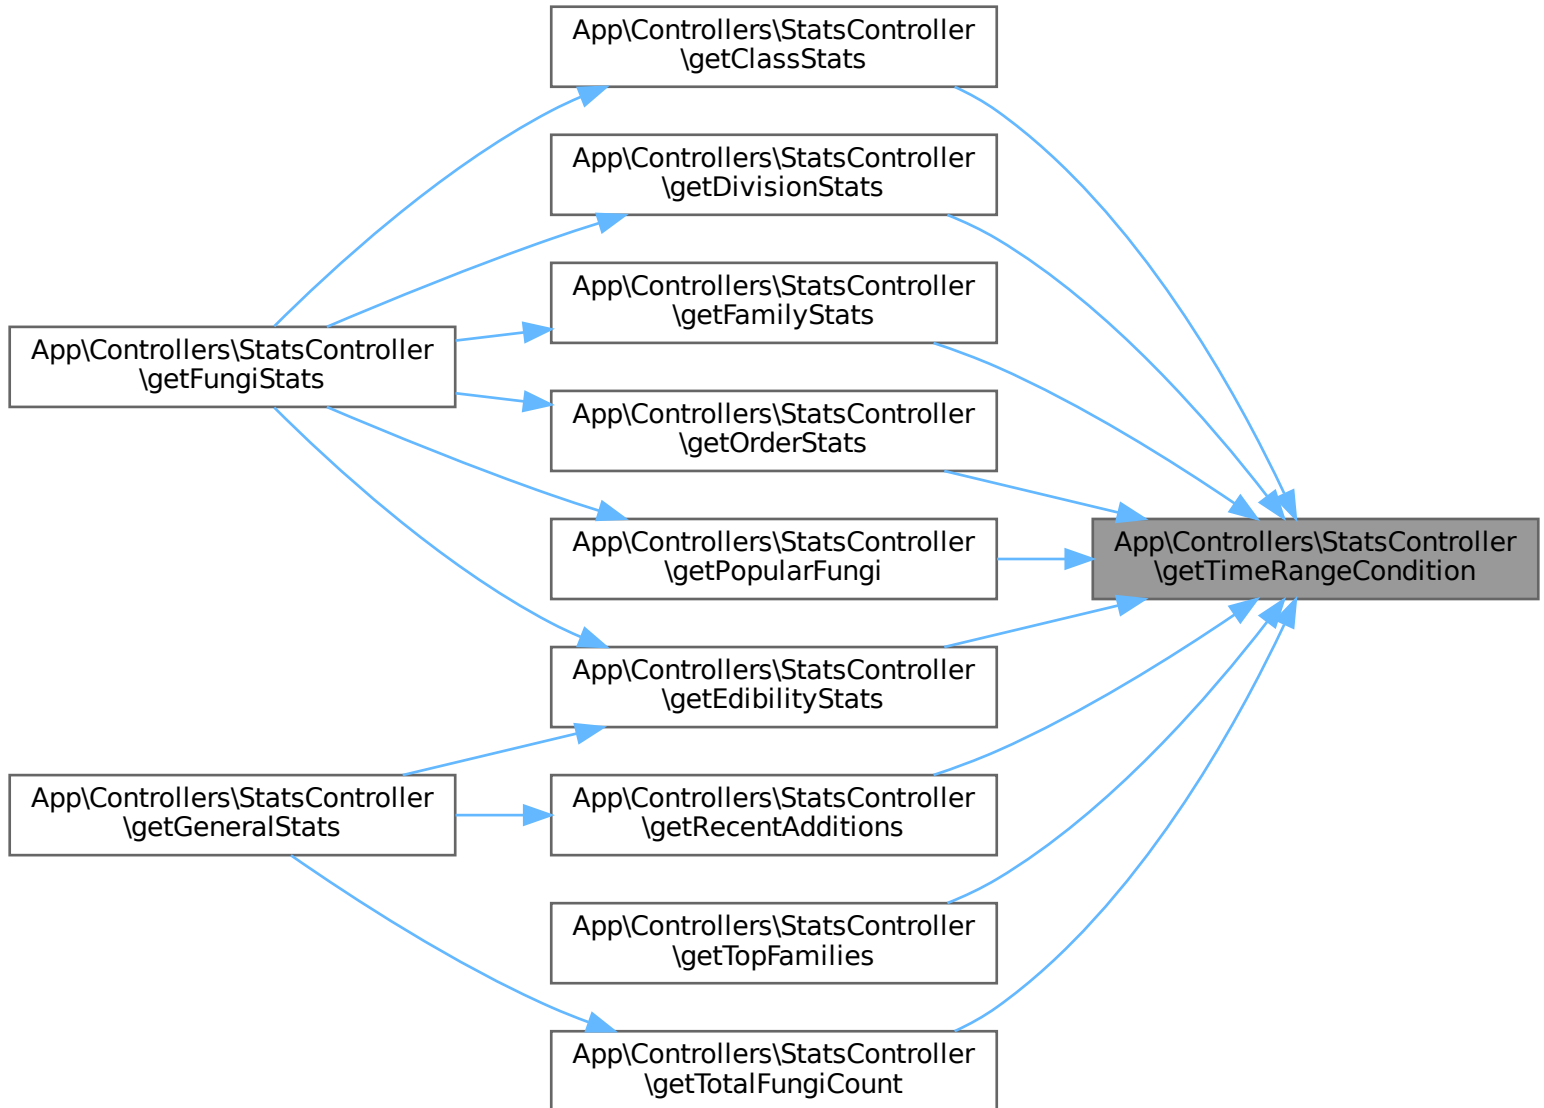 App\Controllers\StatsController
\getClassStats
App\Controllers\StatsController
\getDivisionStats
App\Controllers\StatsController
\getFamilyStats
App\Controllers\StatsController
\getFungiStats
App\Controllers\StatsController
\getOrderStats
App\Controllers\StatsController
\getPopularFungi
App\Controllers\StatsController
\getTimeRangeCondition
App\Controllers\StatsController
\getEdibilityStats
App\Controllers\StatsController
\getGeneralStats
App\Controllers\StatsController
\getRecentAdditions
App\Controllers\StatsController
\getTopFamilies
App\Controllers\StatsController
\getTotalFungiCount